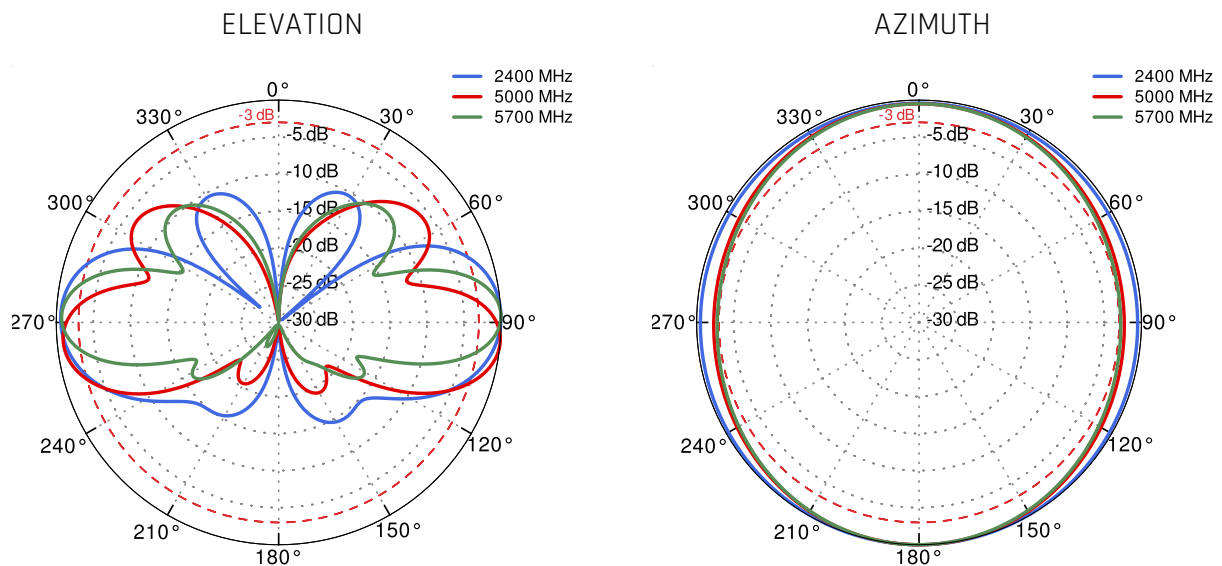 ELEVATION
2400 MHz
5000 MHz
5700 MHz
0°
330°
30°
-3 dB
-5 dB
-10 dB
300°
60°
-15 dB
-20 dB
-25 dB
270°
-30 dB
90°
240°
120°
210°
150°
180°
AZIMUTH
2400 MHz
5000 MHz
5700 MHz
0°
330°
30°
-3 dB
-5 dB
-10 dB
300°
60°
-15 dB
-20 dB
-25 dB
270°
-30 dB
90°
240°
120°
210°
150°
180°